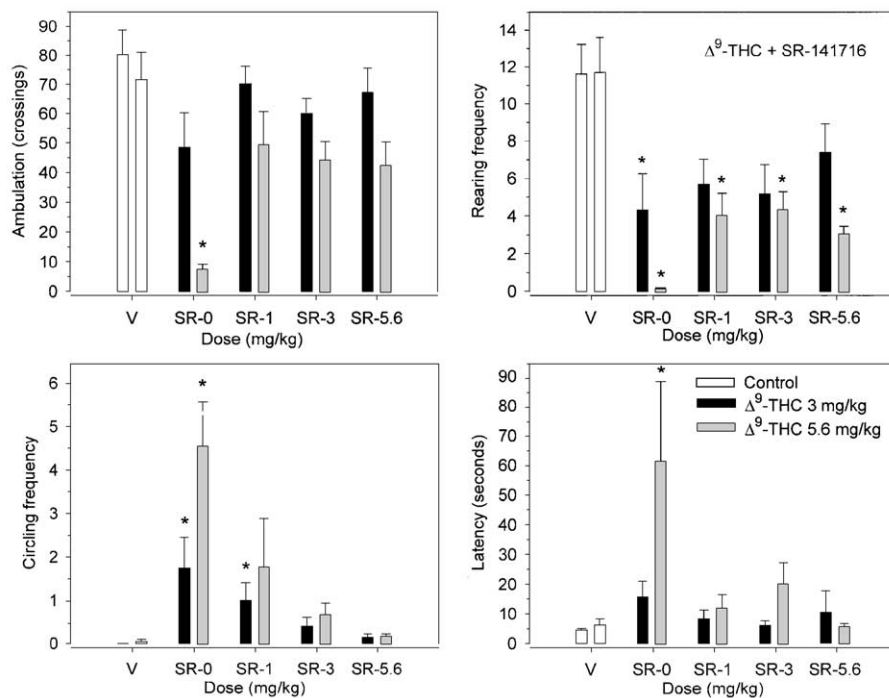 Ambulation (crossings)
90
80
70
60
50
40
30
20
10
0
*
V SR-0 SR-1 SR-3 SR-5.6
Dose (mg/kg)
Rearing frequency
14
12
10
8
6
4
2
0
Δ⁹-THC + SR-141716
* * * * *
V SR-0 SR-1 SR-3 SR-5.6
Dose (mg/kg)
Circling frequency
6
5
4
3
2
1
0
* * *
V SR-0 SR-1 SR-3 SR-5.6
Dose (mg/kg)
Latency (seconds)
90
80
70
60
50
40
30
20
10
0
*
Control
Δ⁹-THC 3 mg/kg
Δ⁹-THC 5.6 mg/kg
V SR-0 SR-1 SR-3 SR-5.6
Dose (mg/kg)